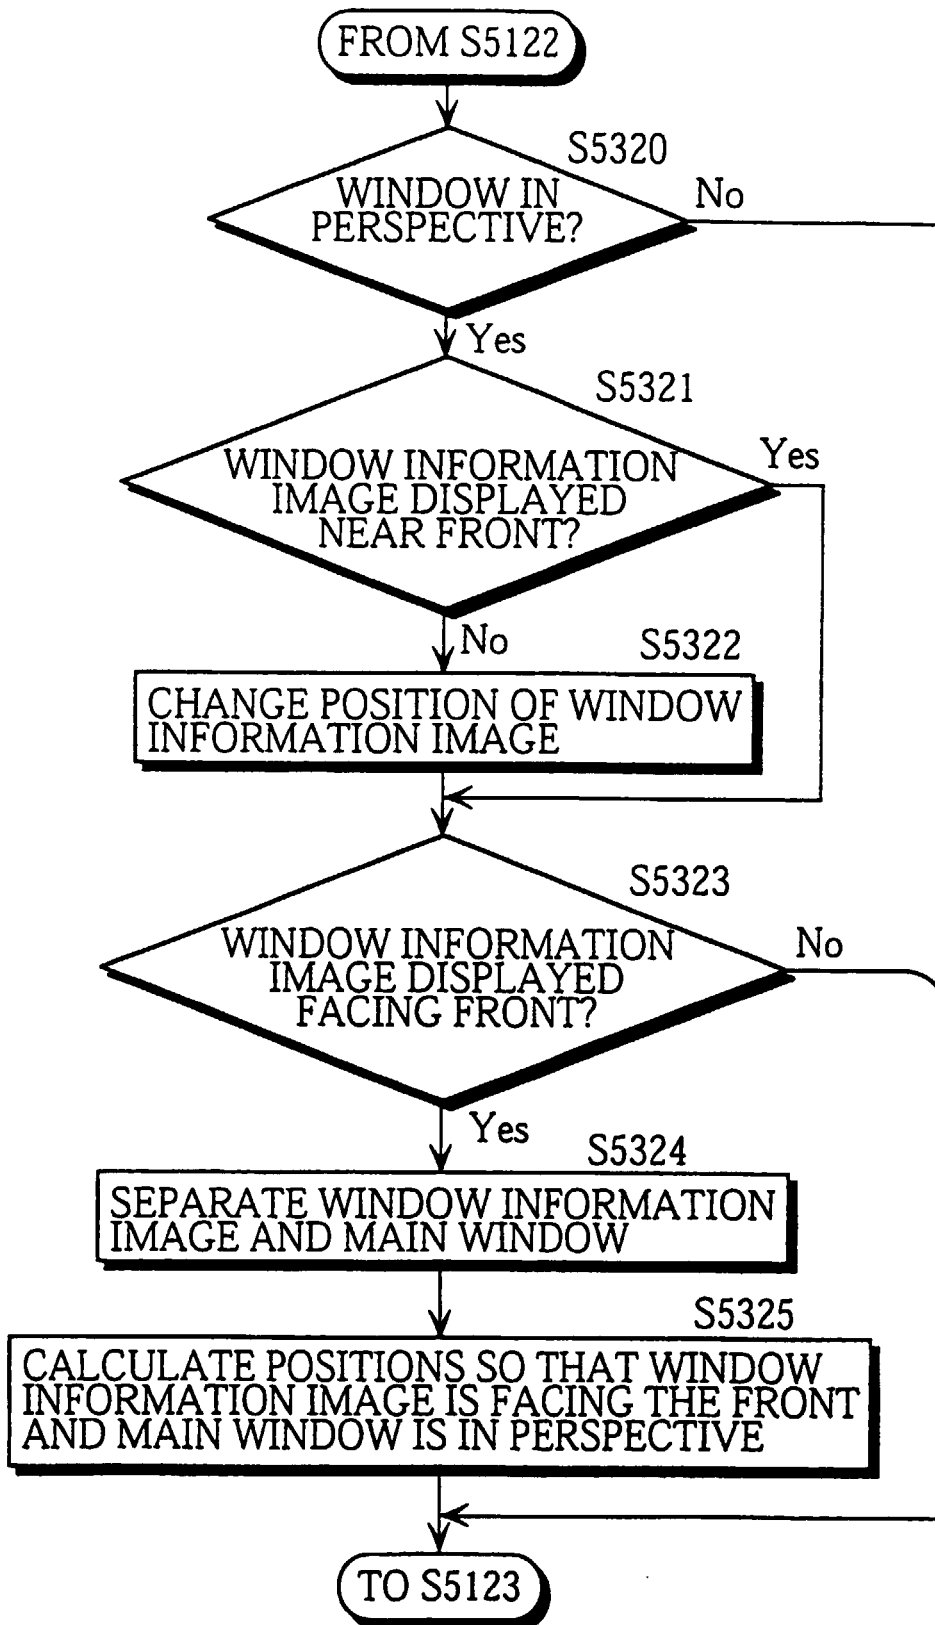 FROM S5122
S5320
WINDOW IN
PERSPECTIVE?
No
Yes
S5321
WINDOW INFORMATION
IMAGE DISPLAYED
NEAR FRONT?
Yes
No
S5322
CHANGE POSITION OF WINDOW
INFORMATION IMAGE
S5323
WINDOW INFORMATION
IMAGE DISPLAYED
FACING FRONT?
No
Yes
S5324
SEPARATE WINDOW INFORMATION
IMAGE AND MAIN WINDOW
S5325
CALCULATE POSITIONS SO THAT WINDOW
INFORMATION IMAGE IS FACING THE FRONT
AND MAIN WINDOW IS IN PERSPECTIVE
TO S5123